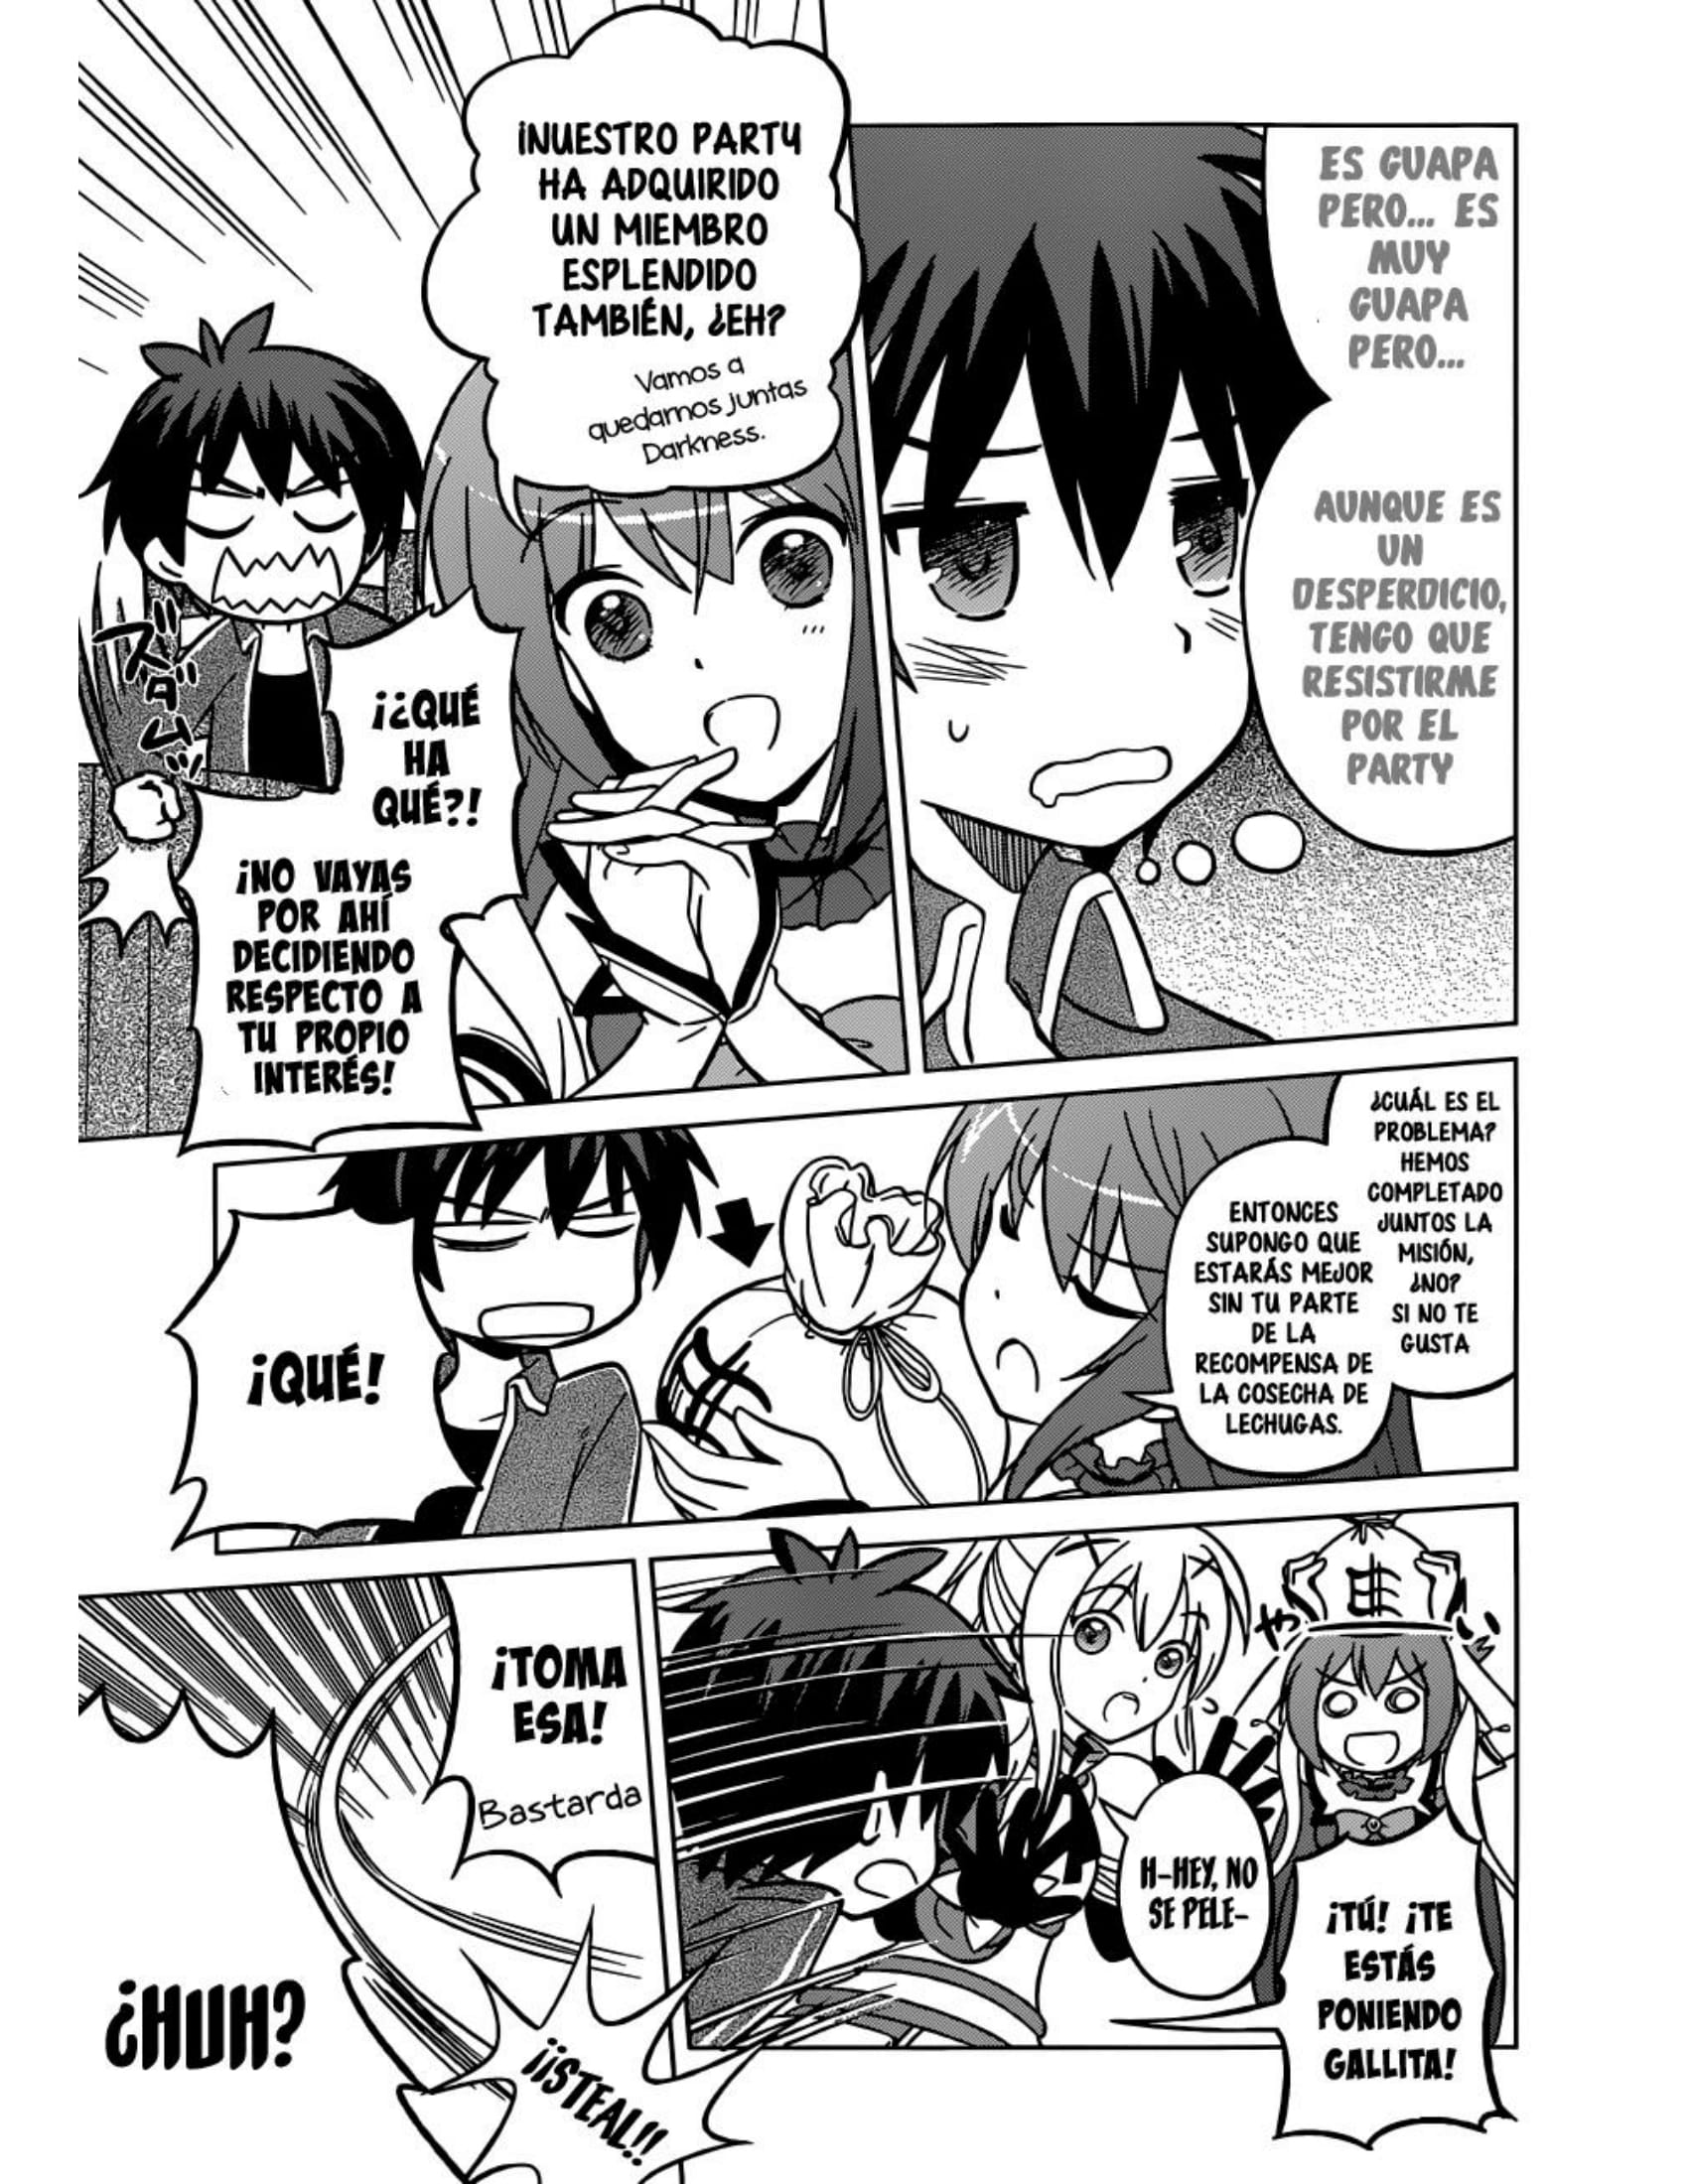 ES GUAPA
PERO... ES
MUY
GUAPA
PERO...
AUNQUE ES
UN
DESPERDICIO,
TENGO QUE
RESISTIRME
POR EL
PARTY
¡NUESTRO PARTY
HA ADQUIRIDO
UN MIEMBRO
ESPLENDIDO
TAMBIÉN, ¿EH?
Vamos a
quedarnos juntas
Darkness.
¡¿QUÉ
HA
QUÉ?!
¡NO VAYAS
POR AHÍ
DECIDIENDO
RESPECTO A
TU PROPIO
INTERÉS!
ズダムッ
¿CUÁL ES EL
PROBLEMA?
HEMOS
COMPLETADO
JUNTOS LA
MISIÓN,
¿NO?
SI NO TE
GUSTA
ENTONCES
SUPONGO QUE
ESTARÁS MEJOR
SIN TU PARTE
DE LA
RECOMPENSA DE
LA COSECHA DE
LECHUGAS.
¡QUÉ!
¡TÚ! ¡TE
ESTÁS
PONIENDO
GALLITA!
H-HEY, NO
SE PELE-
¡TOMA
ESA!
Bastarda
¡¡STEAL!!
¿HUH?